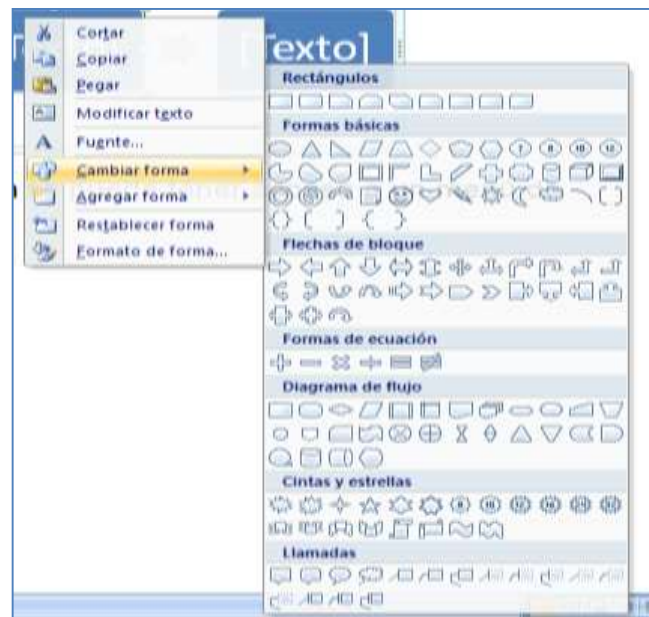 [Texto]
Cortar
Copiar
Pegar
Modificar texto
Fuente...
Cambiar forma
Agregar forma
Restablecer forma
Formato de forma...
Rectángulos
Formas básicas
Flechas de bloque
Formas de ecuación
Diagrama de flujo
Cintas y estrellas
Llamadas